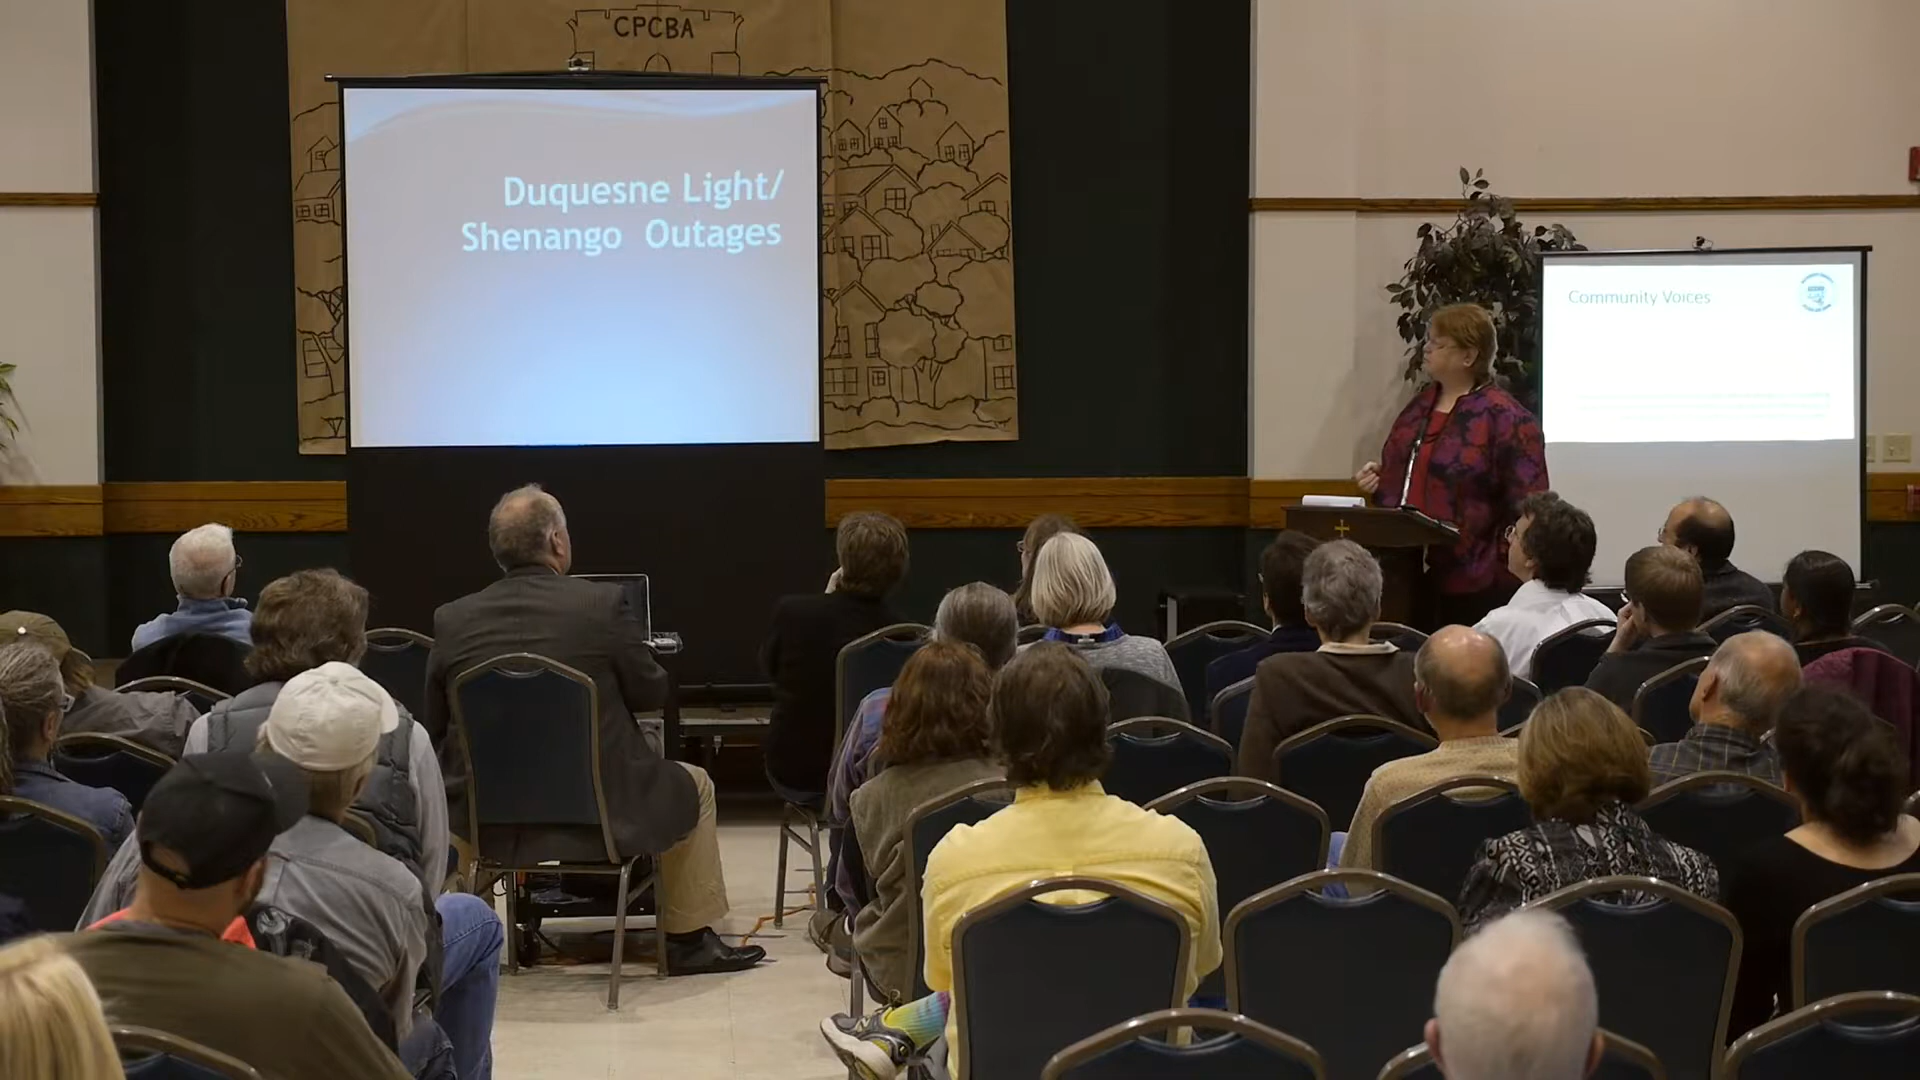 CPCBA
Duquesne Light/
Shenango Outages
Community Voices